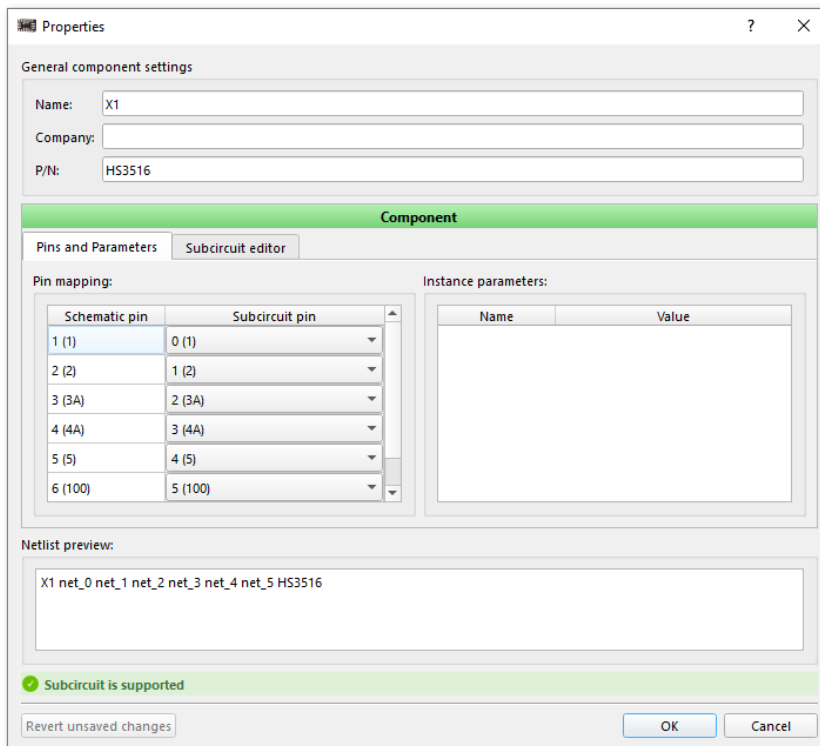 Properties
?
General component settings
Name: X1
Company:
P/N: HS3516
Component
Pins and Parameters Subcircuit editor
Pin mapping: Instance parameters:
Schematic pin Subcircuit pin Name Value
1 (1) 0 (1)
2 (2) 1 (2)
3 (3A) 2 (3A)
4 (4A) 3 (4A)
5 (5) 4 (5)
6 (100) 5 (100)
Netlist preview:
X1 net_0 net_1 net_2 net_3 net_4 net_5 HS3516
Subcircuit is supported
Revert unsaved changes OK Cancel